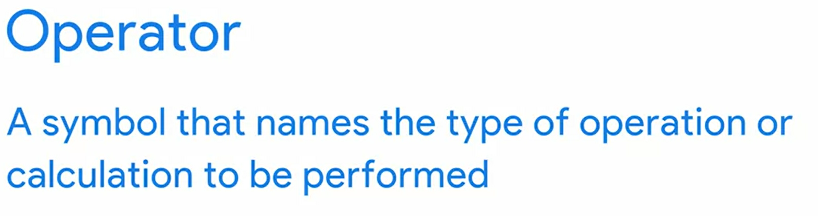 Operator
A symbol that names the type of operation or
calculation to be performed